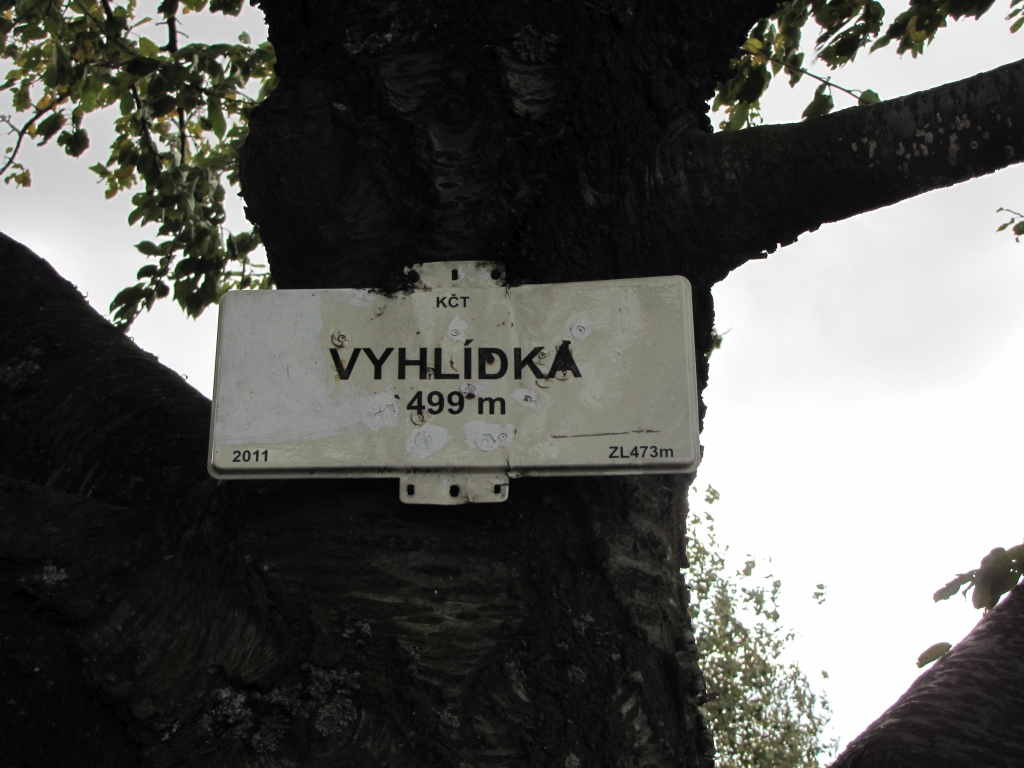 KČT
VYHLÍDKA
499 m
2011
ZL473m